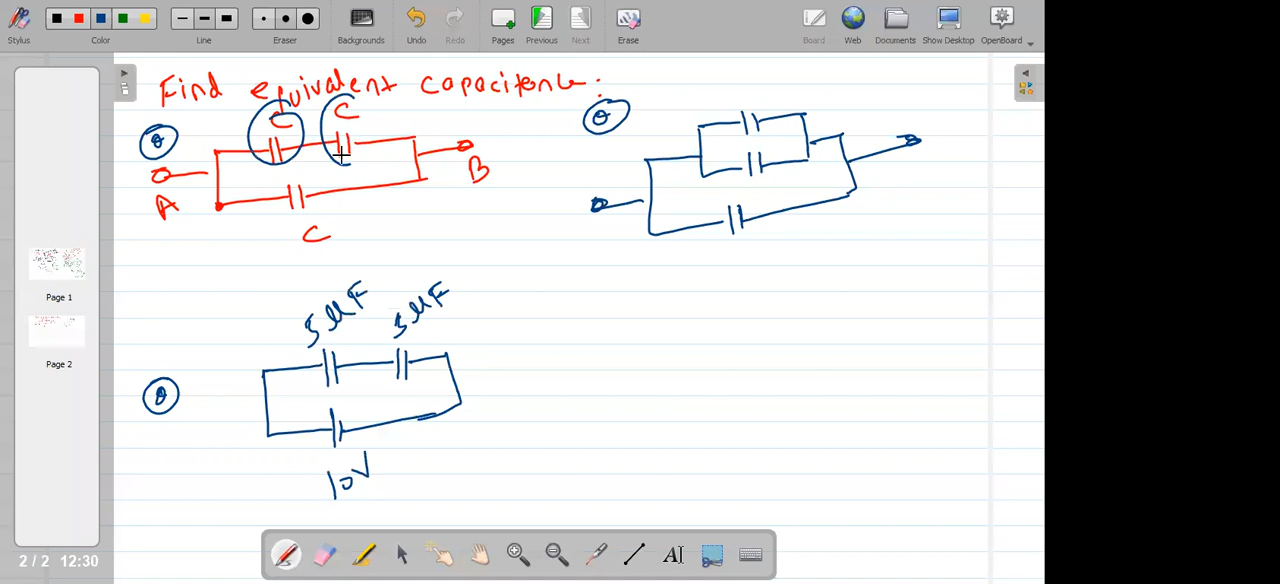 Stylus
Color
Line
Eraser
Backgrounds
Undo
Redo
Pages
Previous
Next
Erase
Board
Web
Documents
Show Desktop
OpenBoard
Find equivalent capacitence:
C C
A
B
C
5μF 5μF
10V
Page 1
Page 2
2 / 2 12:30
A